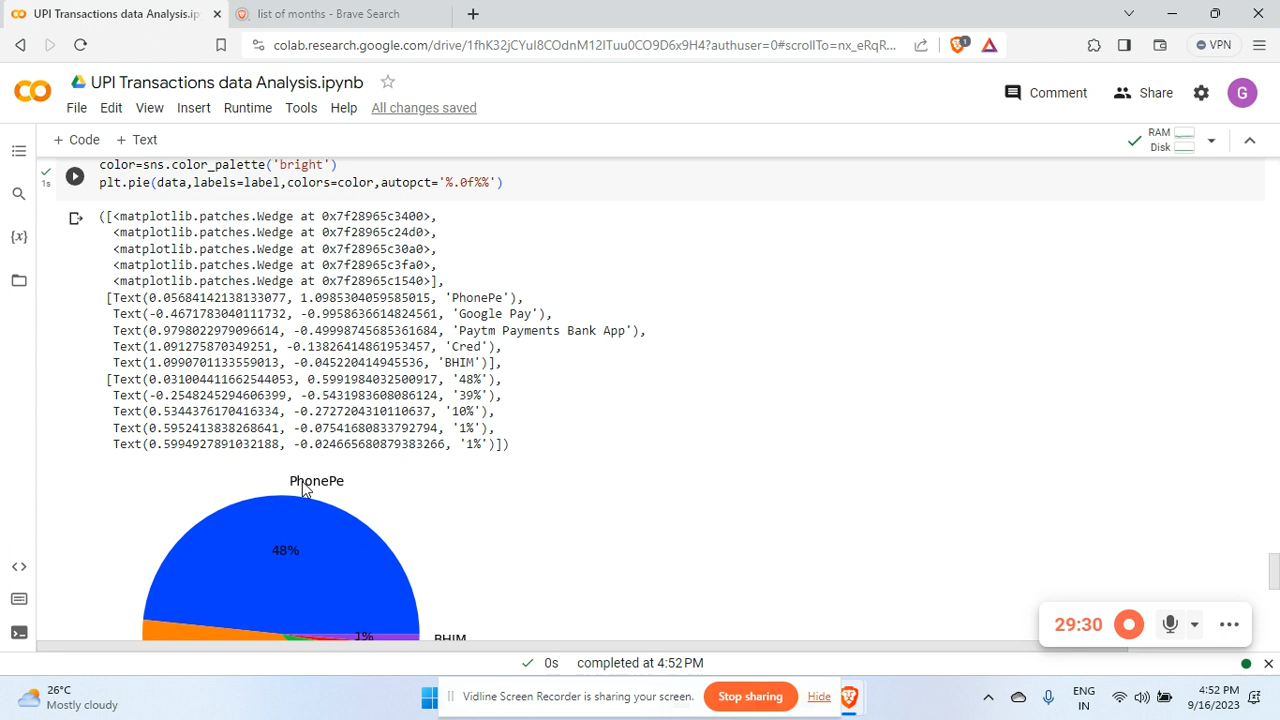 UPI Transactions data Analysis.ip
list of months - Brave Search
colab.research.google.com/drive/1fhK32jCYuI8COdnM12ITuu0CO9D6x9H4?authuser=0#scrollTo=nx_eRqR...
1
VPN
UPI Transactions data Analysis.ipynb
File Edit View Insert Runtime Tools Help All changes saved
Comment Share G
+ Code + Text
RAM
Disk
color=sns.color_palette('bright')
1s
plt.pie(data,labels=label,colors=color,autopct='%.0f%%')
([<matplotlib.patches.Wedge at 0x7f28965c3400>,
<matplotlib.patches.Wedge at 0x7f28965c24d0>,
<matplotlib.patches.Wedge at 0x7f28965c30a0>,
<matplotlib.patches.Wedge at 0x7f28965c3fa0>,
<matplotlib.patches.Wedge at 0x7f28965c1540>],
[Text(0.05684142138133077, 1.0985304059585015, 'PhonePe'),
Text(-0.4671783040111732, -0.9958636614824561, 'Google Pay'),
Text(0.9798022979096614, -0.49998745685361684, 'Paytm Payments Bank App'),
Text(1.091275870349251, -0.13826414861953457, 'Cred'),
Text(1.0990701133559013, -0.045220414945536, 'BHIM')],
[Text(0.031004411662544053, 0.5991984032500917, '48%'),
Text(-0.2548245294606399, -0.5431983608086124, '39%'),
Text(0.5344376170416334, -0.2727204310110637, '10%'),
Text(0.5952413838268641, -0.07541680833792794, '1%'),
Text(0.5994927891032188, -0.024665680879383266, '1%')])
PhonePe
48%
1%
BHIM
29:30
0s completed at 4:52 PM
26°C
Mostly cloudy
Vidline Screen Recorder is sharing your screen. Stop sharing Hide
ENG
IN
4:52 PM
9/16/2023